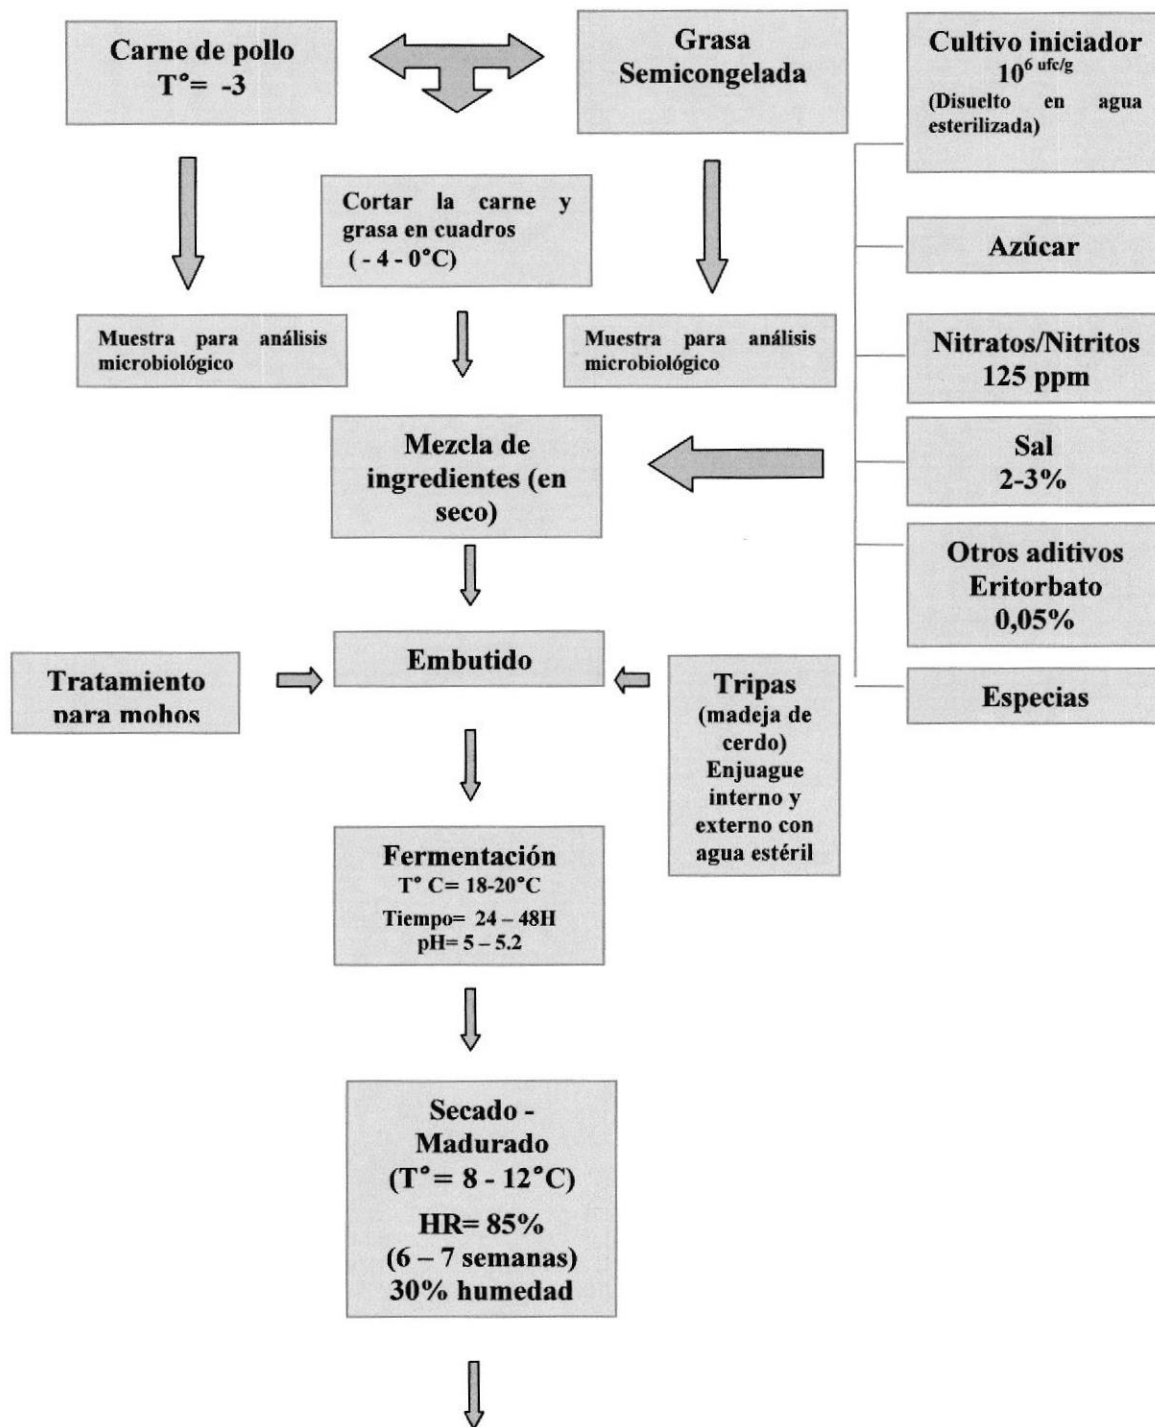 Carne de pollo
T°= -3
Grasa
Semicongelada
Cultivo iniciador
10^6 ufc/g
(Disuelto en agua
esterilizada)
Cortar la carne y
grasa en cuadros
( - 4 - 0°C)
Azúcar
Muestra para análisis
microbiológico
Muestra para análisis
microbiológico
Nitratos/Nitritos
125 ppm
Mezcla de
ingredientes (en
seco)
Sal
2-3%
Otros aditivos
Eritorbato
0,05%
Embutido
Tratamiento
para mohos
Tripas
(madeja de
cerdo)
Enjuague
interno y
externo con
agua estéril
Especias
Fermentación
T° C= 18-20°C
Tiempo= 24 – 48H
pH= 5 – 5.2
Secado -
Madurado
(T°= 8 - 12°C)
HR= 85%
(6 – 7 semanas)
30% humedad